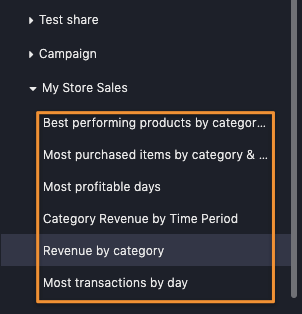 Test share
Campaign
My Store Sales
Best performing products by categor...
Most purchased items by category & ...
Most profitable days
Category Revenue by Time Period
Revenue by category
Most transactions by day